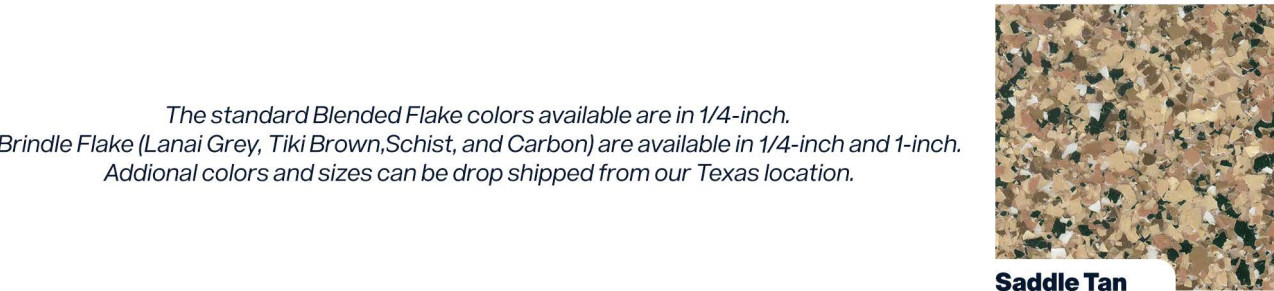 The standard Blended Flake colors available are in 1/4-inch.
Brindle Flake (Lanai Grey, Tiki Brown,Schist, and Carbon) are available in 1/4-inch and 1-inch.
Addional colors and sizes can be drop shipped from our Texas location.
Saddle Tan